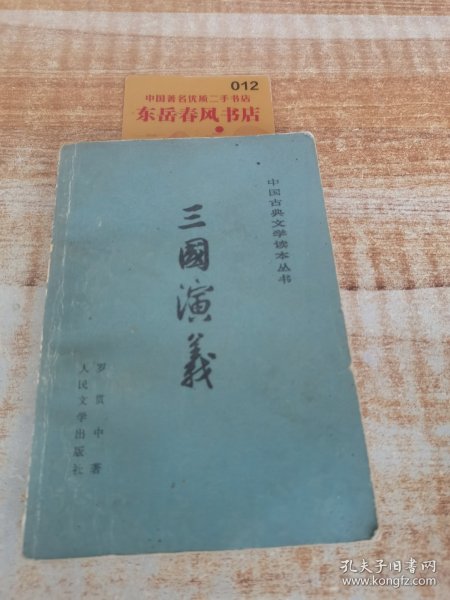 012
中国著名优质二手书店
东岳春风书店
中国古典文学读本丛书
三國演義
罗贯中著
人民文学出版社
孔夫子旧书网
www.kongfz.com